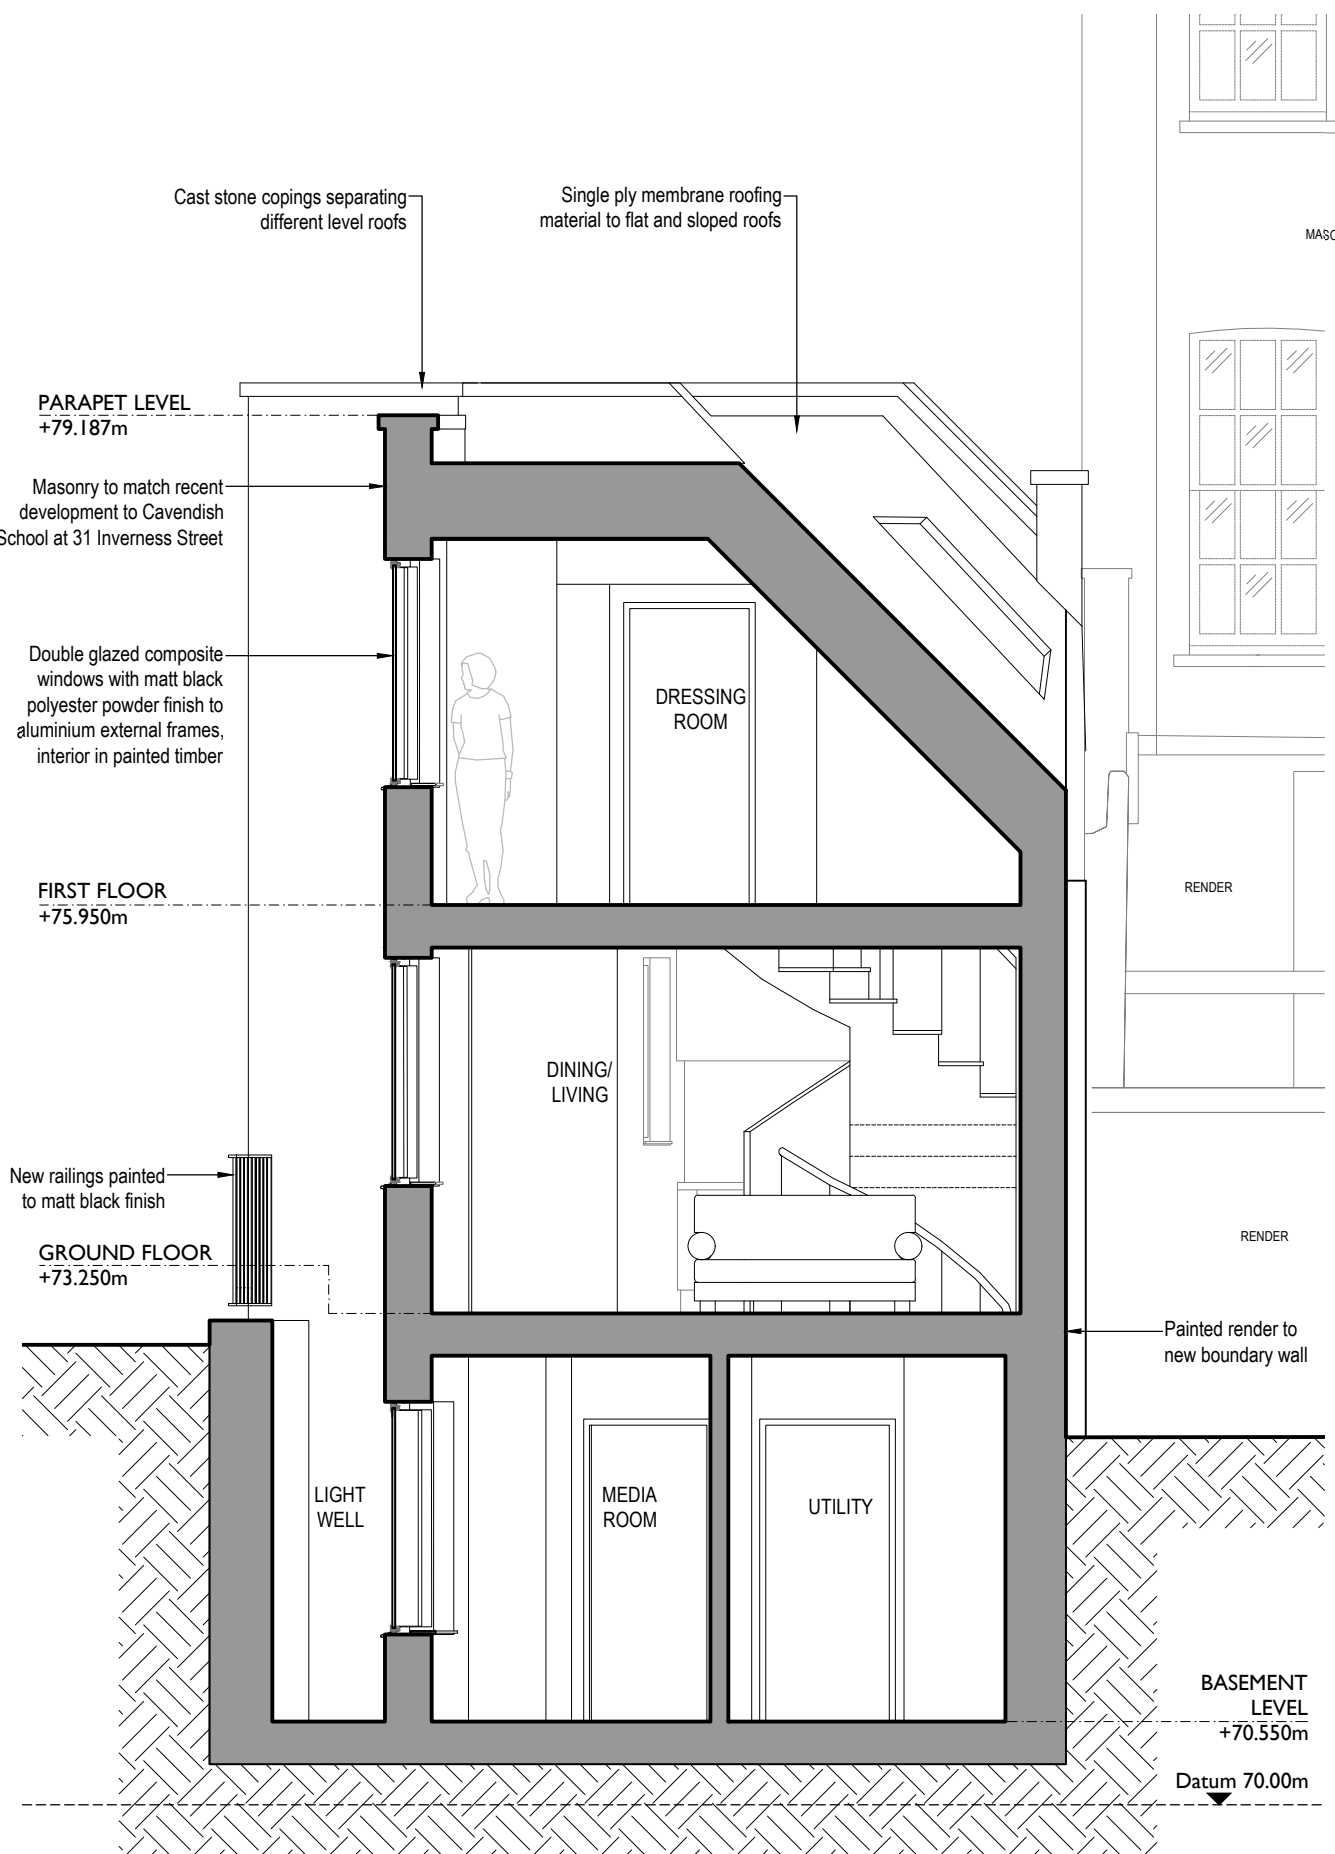 MASO
Cast stone copings separating
different level roofs
Single ply membrane roofing
material to flat and sloped roofs
PARAPET LEVEL
+79.187m
Masonry to match recent
development to Cavendish
School at 31 Inverness Street
Double glazed composite
windows with matt black
polyester powder finish to
aluminium external frames,
interior in painted timber
DRESSING
ROOM
FIRST FLOOR
+75.950m
RENDER
DINING/
LIVING
New railings painted
to matt black finish
GROUND FLOOR
+73.250m
RENDER
Painted render to
new boundary wall
LIGHT
WELL
MEDIA
ROOM
UTILITY
BASEMENT
LEVEL
+70.550m
Datum 70.00m